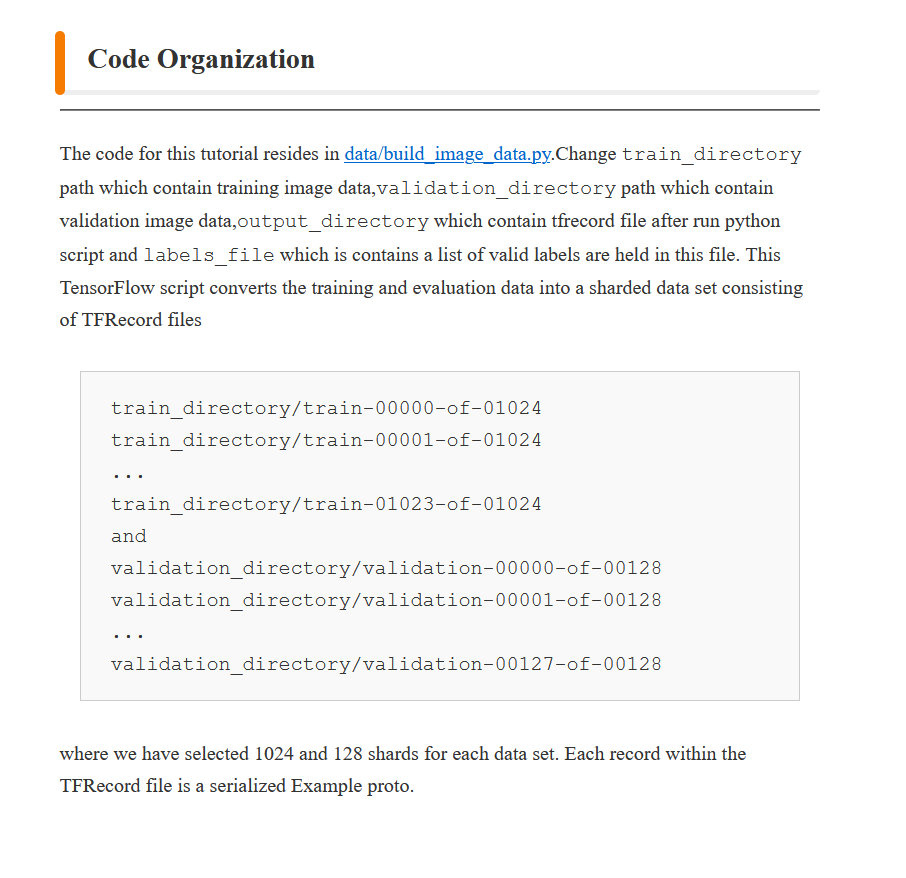 Code Organization
The code for this tutorial resides in data/build_image_data.py.Change train_directory
path which contain training image data,validation_directory path which contain
validation image data,output_directory which contain tfrecord file after run python
script and labels_file which is contains a list of valid labels are held in this file. This
TensorFlow script converts the training and evaluation data into a sharded data set consisting
of TFRecord files
train_directory/train-00000-of-01024
train_directory/train-00001-of-01024
...
train_directory/train-01023-of-01024
and
validation_directory/validation-00000-of-00128
validation_directory/validation-00001-of-00128
...
validation_directory/validation-00127-of-00128
where we have selected 1024 and 128 shards for each data set. Each record within the
TFRecord file is a serialized Example proto.